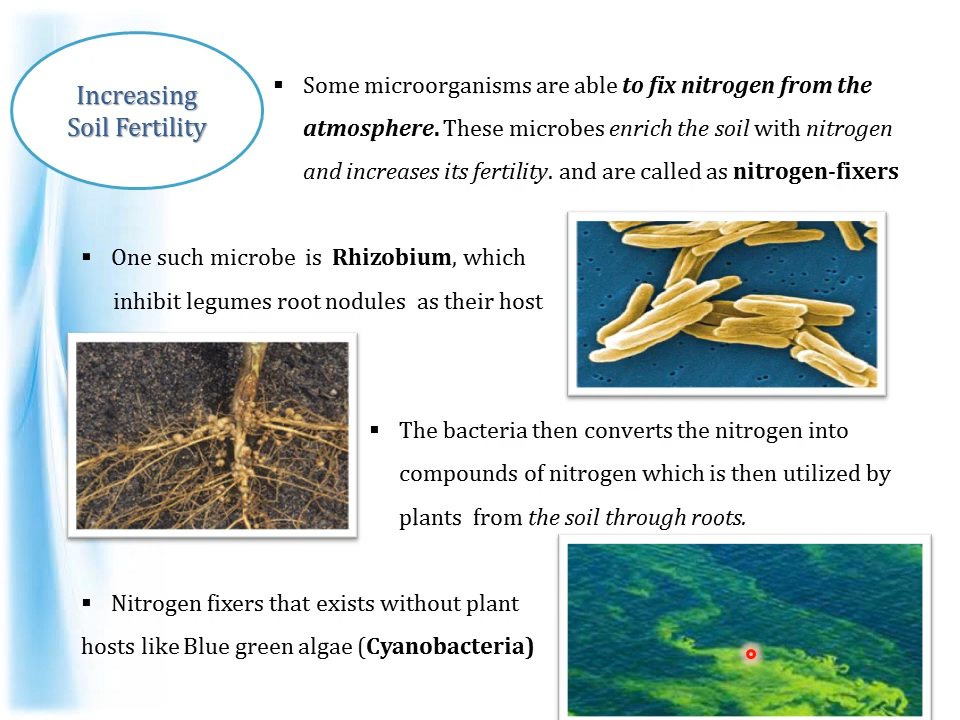 Increasing
Soil Fertility
▪ Some microorganisms are able to fix nitrogen from the
atmosphere. These microbes enrich the soil with nitrogen
and increases its fertility. and are called as nitrogen-fixers
▪ One such microbe is Rhizobium, which
inhibit legumes root nodules as their host
▪ The bacteria then converts the nitrogen into
compounds of nitrogen which is then utilized by
plants from the soil through roots.
▪ Nitrogen fixers that exists without plant
hosts like Blue green algae (Cyanobacteria)